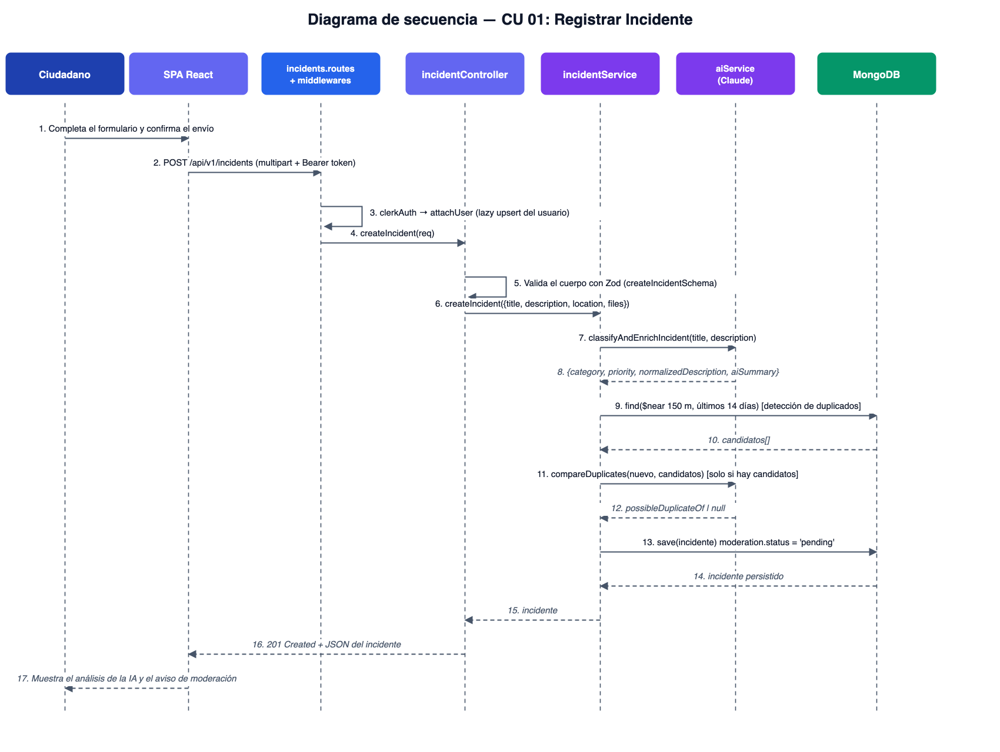 Diagrama de secuencia — CU 01: Registrar Incidente
Ciudadano
SPA React
incidents.routes
+ middlewares
incidentController
incidentService
aiService
(Claude)
MongoDB
1. Completa el formulario y confirma el envío
2. POST /api/v1/incidents (multipart + Bearer token)
3. clerkAuth → attachUser (lazy upsert del usuario)
4. createIncident(req)
5. Valida el cuerpo con Zod (createIncidentSchema)
6. createIncident({title, description, location, files})
7. classifyAndEnrichIncident(title, description)
8. {category, priority, normalizedDescription, aiSummary}
9. find($near 150 m, últimos 14 días) [detección de duplicados]
10. candidatos[]
11. compareDuplicates(nuevo, candidatos) [solo si hay candidatos]
12. possibleDuplicateOf | null
13. save(incidente) moderation.status = 'pending'
14. incidente persistido
15. incidente
16. 201 Created + JSON del incidente
17. Muestra el análisis de la IA y el aviso de moderación